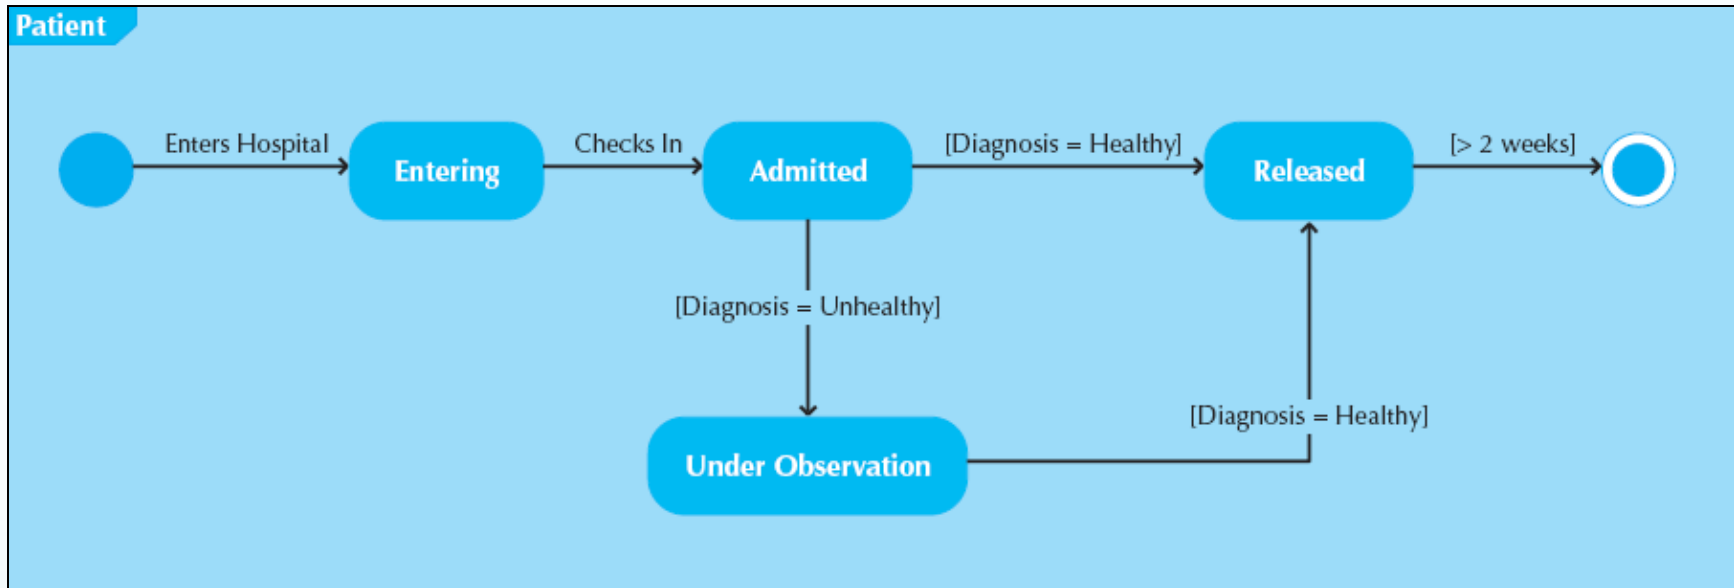 Patient
Enters Hospital
Entering
Checks In
Admitted
[Diagnosis = Healthy]
Released
[> 2 weeks]
[Diagnosis = Unhealthy]
[Diagnosis = Healthy]
Under Observation